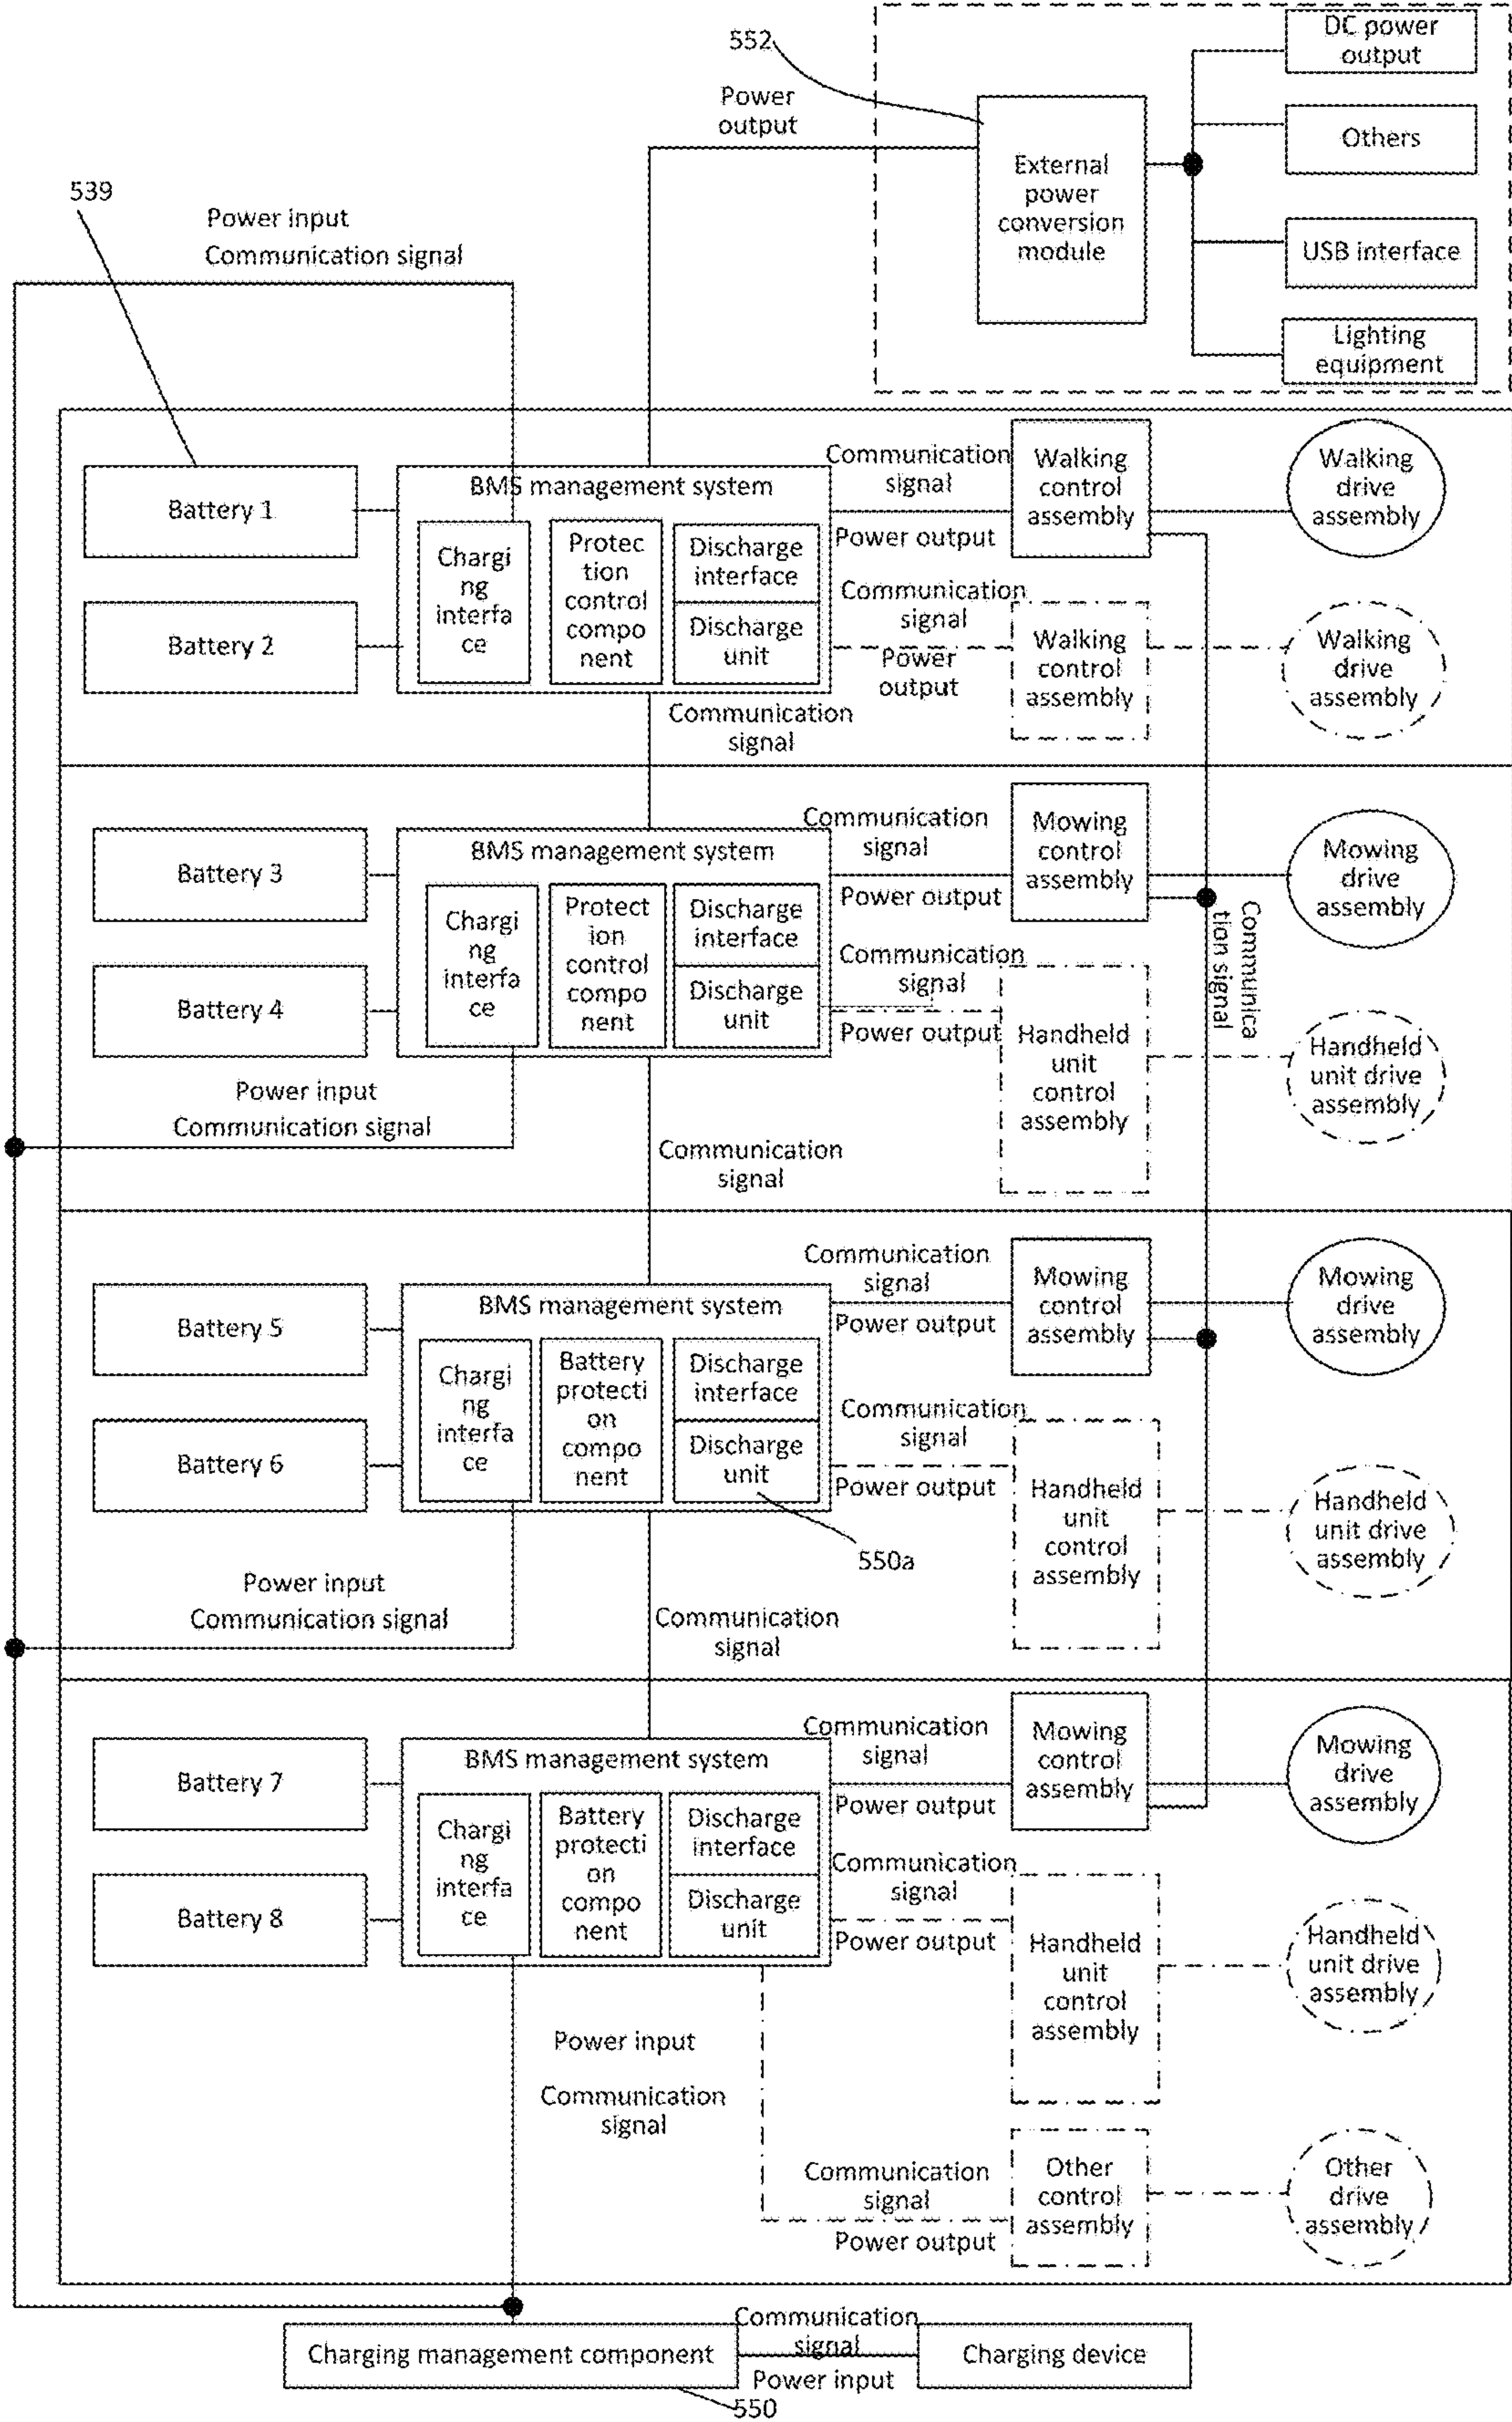 552
Power
output
External
power
conversion
module
DC power
output
Others
USB interface
Lighting
equipment
539
Power input
Communication signal
Battery 1
Battery 2
BMS management system
Chargi
ng
interfa
ce
Protec
tion
control
compo
nent
Discharge
interface
Discharge
unit
Communication
signal
Power output
Communication
signal
Power
output
Walking
control
assembly
Walking
drive
assembly
Walking
control
assembly
Walking
drive
assembly
Communication
signal
Battery 3
Battery 4
BMS management system
Chargi
ng
interfa
ce
Protect
ion
control
compo
nent
Discharge
interface
Discharge
unit
Communication
signal
Power output
Communication
signal
Power output
Mowing
control
assembly
Mowing
drive
assembly
Communica
tion signal
Handheld
unit
control
assembly
Handheld
unit drive
assembly
Power input
Communication signal
Communication
signal
Battery 5
Battery 6
BMS management system
Chargi
ng
interfa
ce
Battery
protecti
on
compo
nent
Discharge
interface
Discharge
unit
550a
Communication
signal
Power output
Communication
signal
Power output
Mowing
control
assembly
Mowing
drive
assembly
Handheld
unit
control
assembly
Handheld
unit drive
assembly
Power input
Communication signal
Communication
signal
Battery 7
Battery 8
BMS management system
Chargi
ng
interfa
ce
Battery
protecti
on
compo
nent
Discharge
interface
Discharge
unit
Communication
signal
Power output
Communication
signal
Power output
Mowing
control
assembly
Mowing
drive
assembly
Handheld
unit
control
assembly
Handheld
unit drive
assembly
Power input
Communication
signal
Communication
signal
Power output
Other
control
assembly
Other
drive
assembly
Charging management component
Communication
signal
Power input
Charging device
550